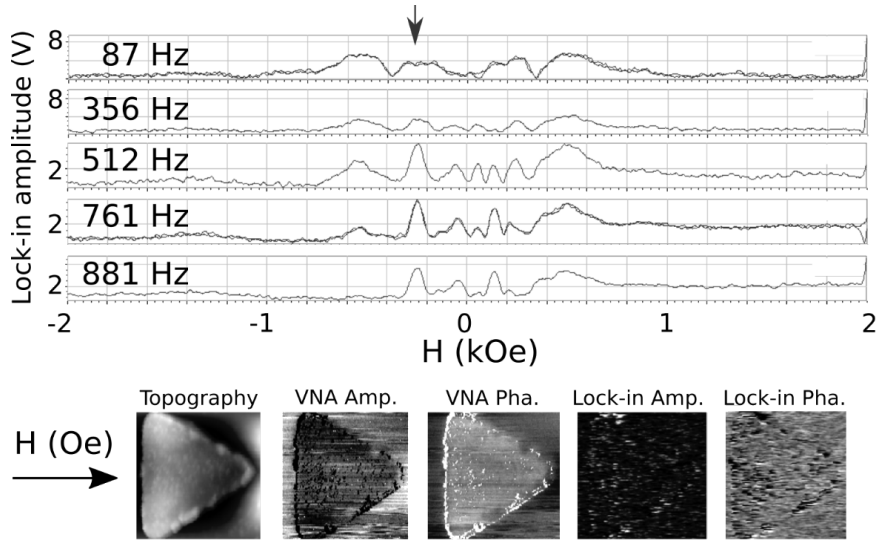 Lock-in amplitude (V)
8
87 Hz
8
356 Hz
2
512 Hz
2
761 Hz
2
881 Hz
-2 -1 0 1 2
H (kOe)
Topography VNA Amp. VNA Pha. Lock-in Amp. Lock-in Pha.
H (Oe)